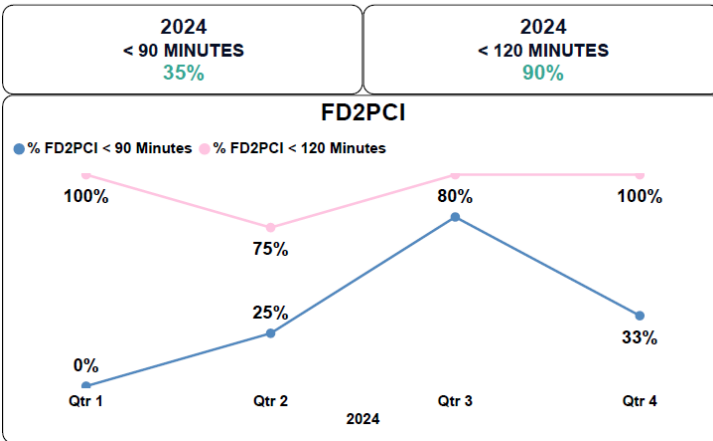 2024
< 90 MINUTES
35%
2024
< 120 MINUTES
90%
FD2PCI
% FD2PCI < 90 Minutes % FD2PCI < 120 Minutes
100% 80% 100%
75%
25%
33%
0%
Qtr 1 Qtr 2 Qtr 3 Qtr 4
2024